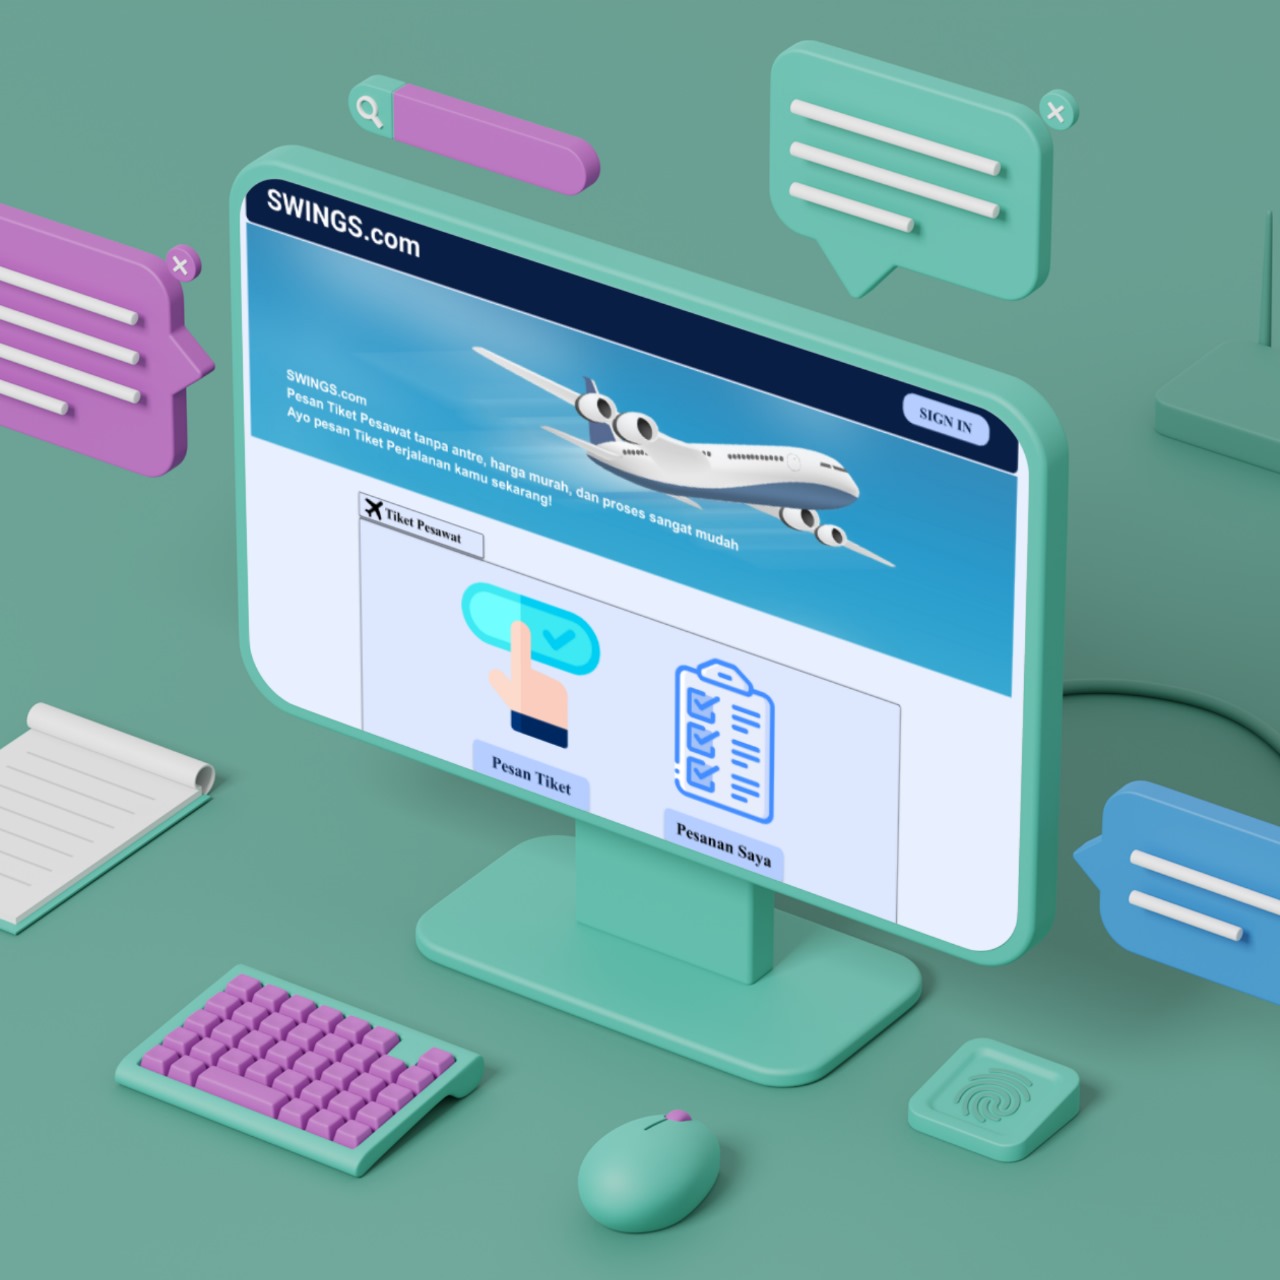 SWINGS.com
SIGN IN
SWINGS.com
Pesan Tiket Pesawat tanpa antre, harga murah, dan proses sangat mudah
Ayo pesan Tiket Perjalanan kamu sekarang!
Tiket Pesawat
Pesan Tiket
Pesanan Saya